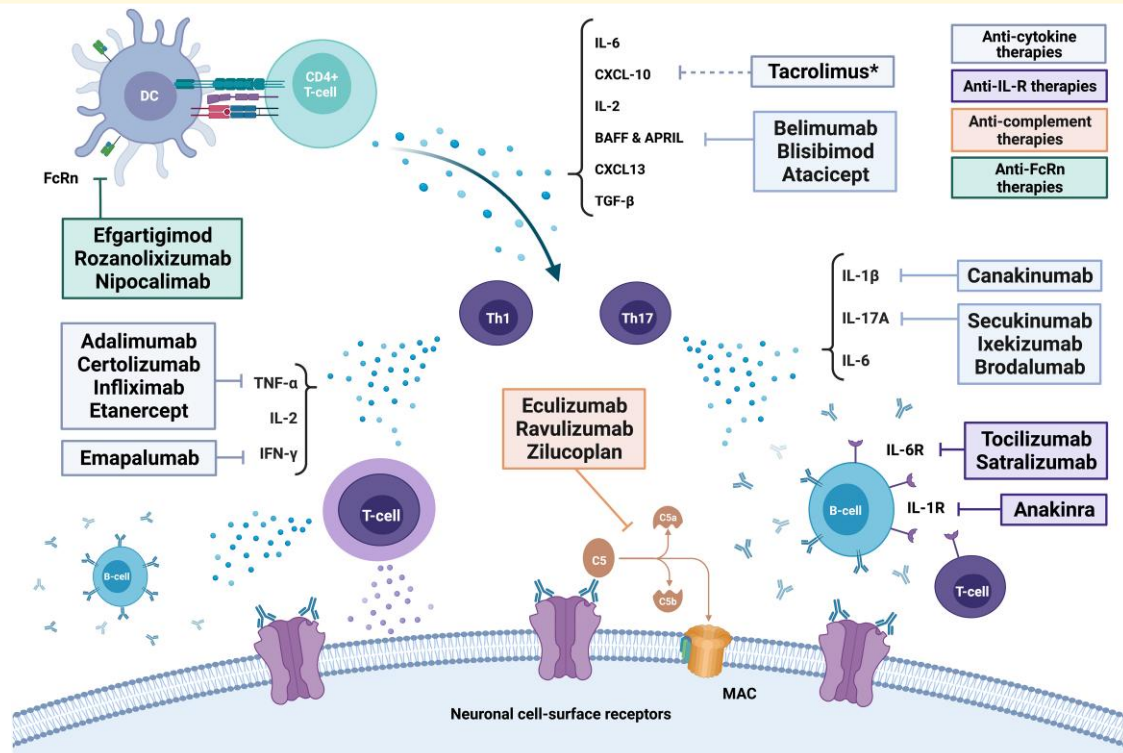 DC
CD4+
T-cell
FcRn
Efgartigimod
Rozanolixizumab
Nipocalimab
IL-6
CXCL-10
IL-2
BAFF & APRIL
CXCL13
TGF-β
Tacrolimus*
Belimumab
Blisibimod
Atacicept
Anti-cytokine
therapies
Anti-IL-R therapies
Anti-complement
therapies
Anti-FcRn
therapies
Th1
Th17
Adalimumab
Certolizumab
Infliximab
Etanercept
Emapalumab
TNF-α
IL-2
IFN-γ
IL-1β
IL-17A
IL-6
Canakinumab
Secukinumab
Ixekizumab
Brodalumab
Eculizumab
Ravulizumab
Zilucoplan
T-cell
B-cell
C5
C5a
C5b
MAC
B-cell
IL-6R
IL-1R
Tocilizumab
Satralizumab
Anakinra
T-cell
Neuronal cell-surface receptors